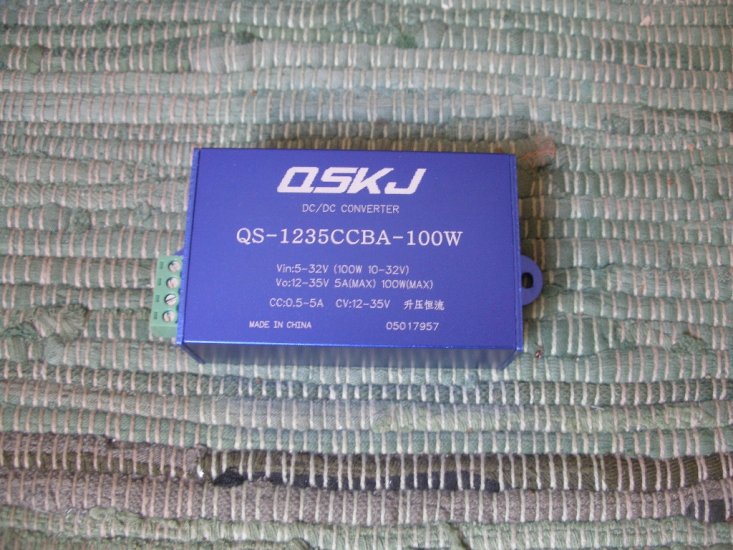 QSKJ
DC/DC CONVERTER
QS-1235CCBA-100W
Vin:5-32V (100W 10-32V)
Vo:12-35V 5A(MAX) 100W(MAX)
CC:0.5-5A CV:12-35V 升压恒流
MADE IN CHINA 05017957